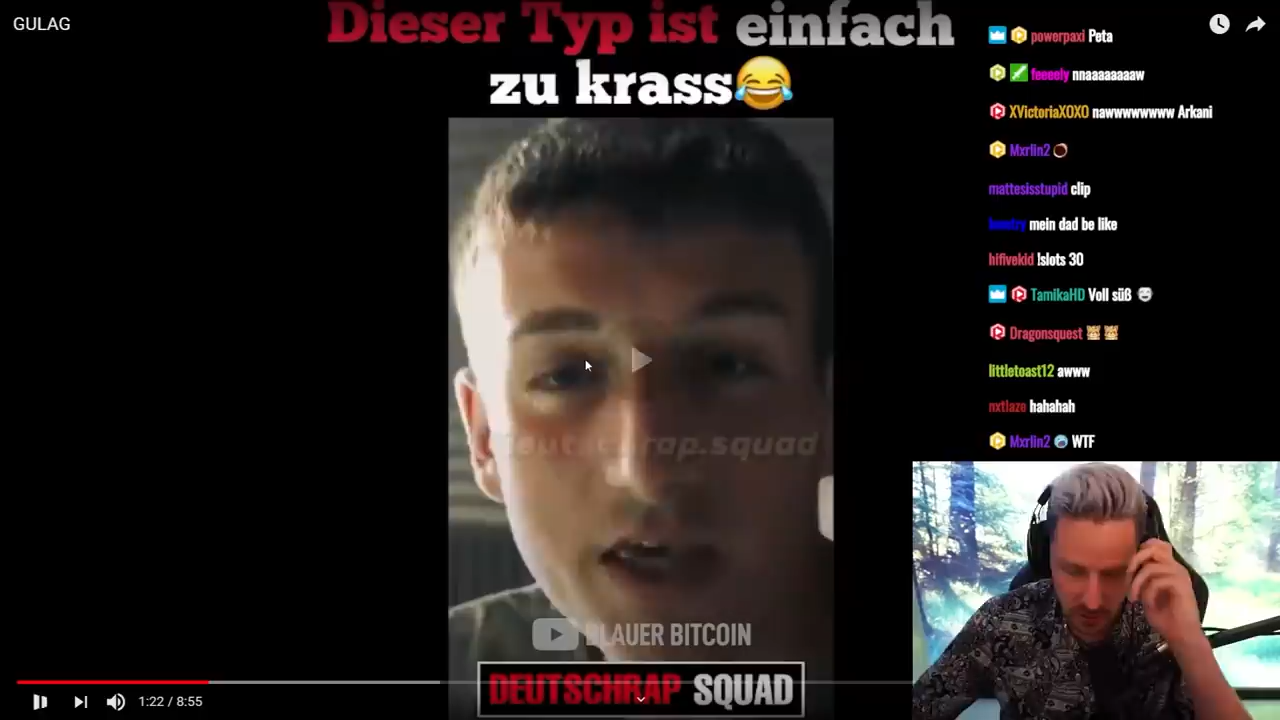 GULAG
Dieser Typ ist einfach
zu krass😂
deutschrap.squad
BLAUER BITCOIN
DEUTSCHRAP SQUAD
1:22 / 8:55
powerpaxi Peta
feeeely nnaaaaaaaaw
XVictoriaXOXO nawwwwwwww Arkani
Mxrlin2
mattesisstupid clip
mein dad be like
hifivekid !slots 30
TamikaHD Voll süß
Dragonsquest
littletoast12 awww
nxtlaze hahahah
Mxrlin2 WTF